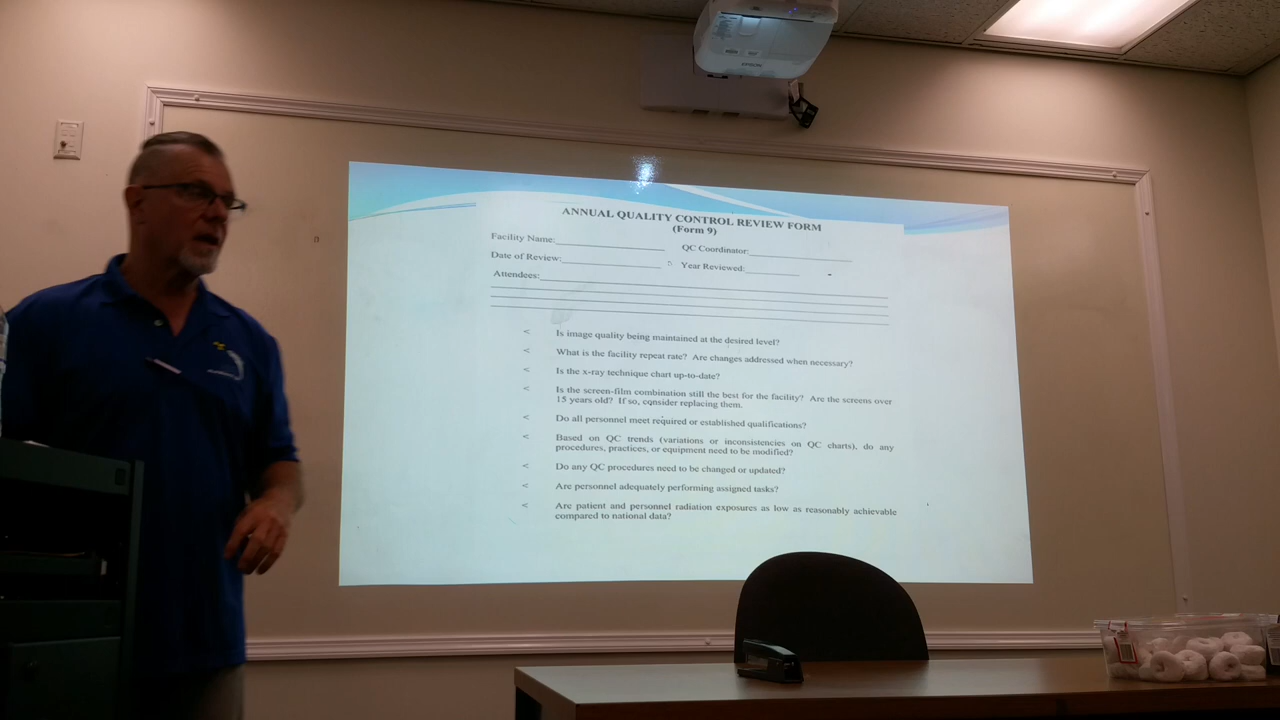 EPSON
ANNUAL QUALITY CONTROL REVIEW FORM
(Form 9)
Facility Name: QC Coordinator:
Date of Review: Year Reviewed:
Attendees:
< Is image quality being maintained at the desired level?
< What is the facility repeat rate? Are changes addressed when necessary?
< Is the x-ray technique chart up-to-date?
< Is the screen-film combination still the best for the facility? Are the screens over
15 years old? If so, consider replacing them.
< Do all personnel meet required or established qualifications?
< Based on QC trends (variations or inconsistencies on QC charts), do any
procedures, practices, or equipment need to be modified?
< Do any QC procedures need to be changed or updated?
< Are personnel adequately performing assigned tasks?
< Are patient and personnel radiation exposures as low as reasonably achievable
compared to national data?